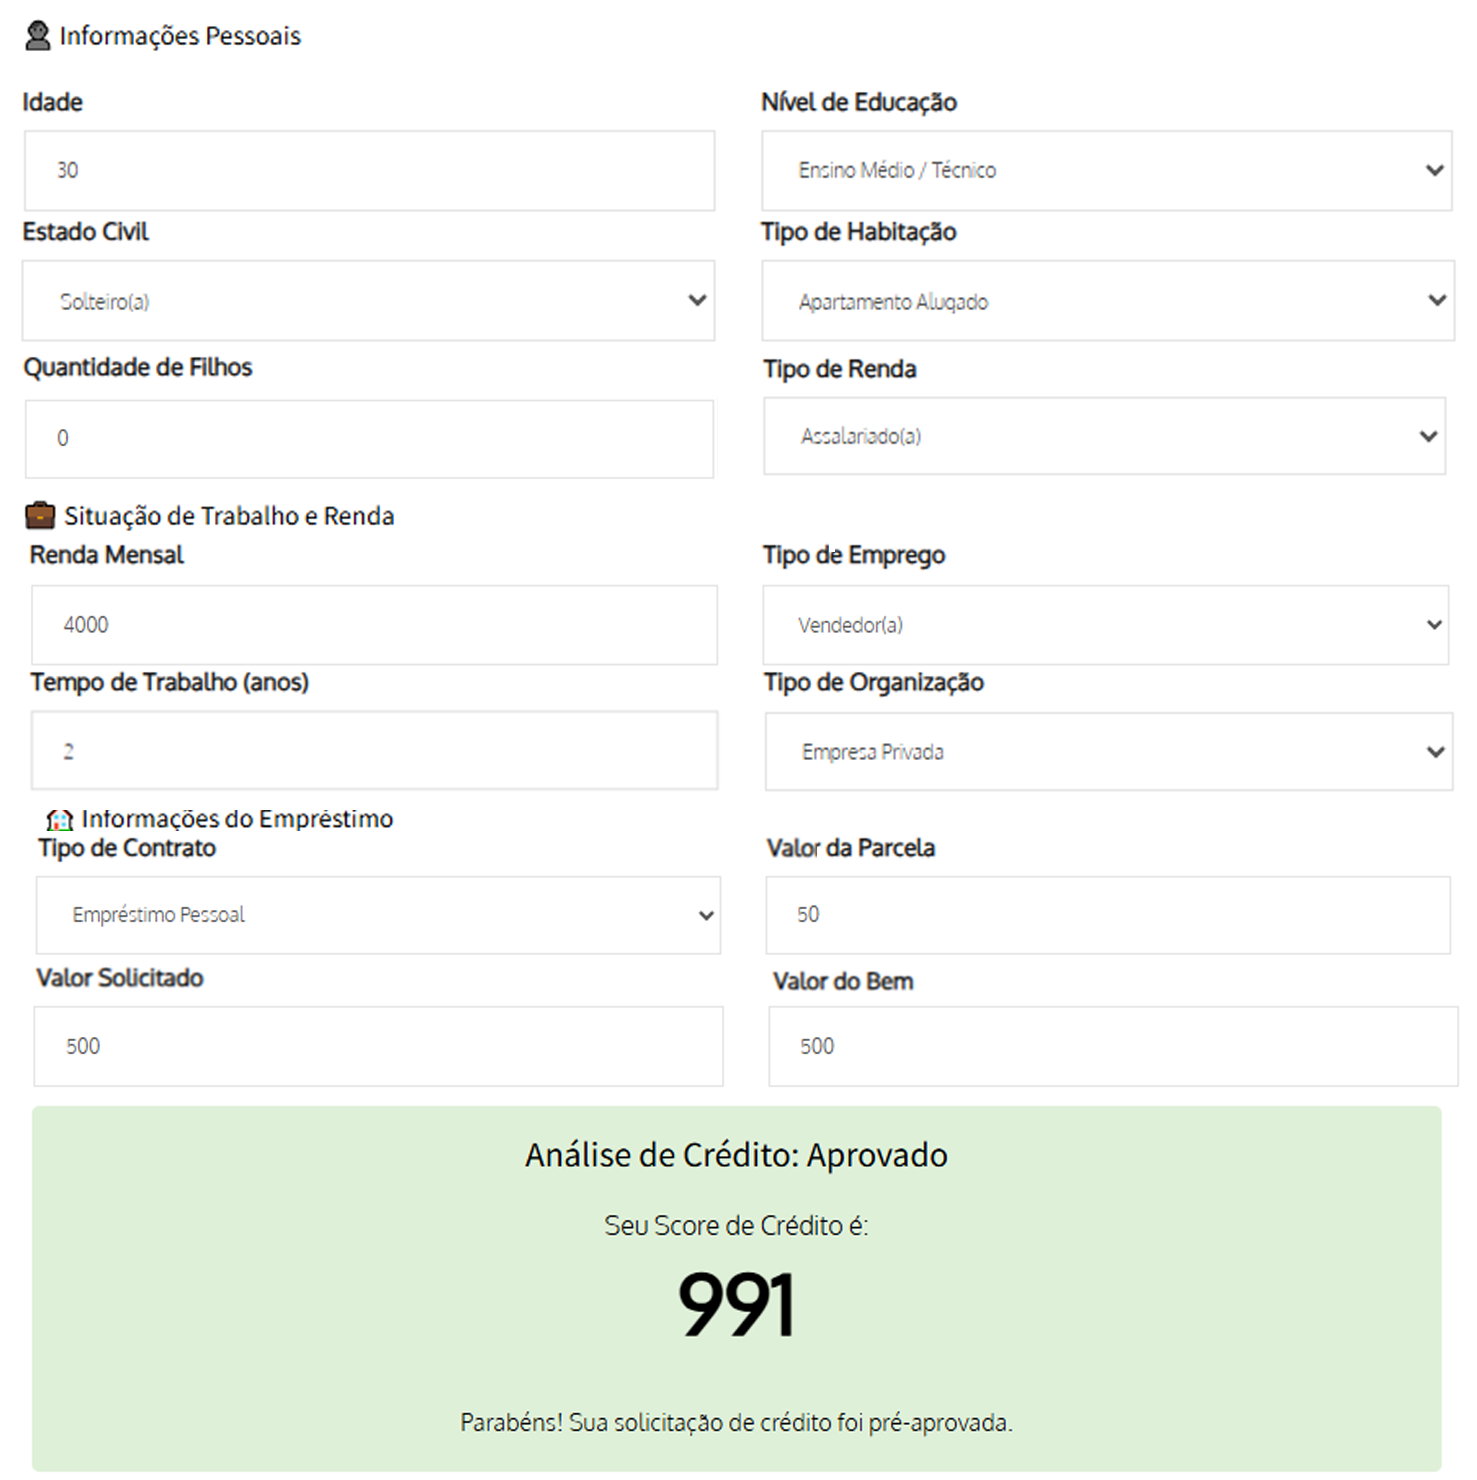 Informações Pessoais
Idade
Nível de Educação
30
Ensino Médio / Técnico
Estado Civil
Tipo de Habitação
Solteiro(a)
Apartamento Alugado
Quantidade de Filhos
Tipo de Renda
0
Assalariado(a)
Situação de Trabalho e Renda
Renda Mensal
Tipo de Emprego
4000
Vendedor(a)
Tempo de Trabalho (anos)
Tipo de Organização
2
Empresa Privada
Informações do Empréstimo
Tipo de Contrato
Valor da Parcela
Empréstimo Pessoal
50
Valor Solicitado
Valor do Bem
500
500
Análise de Crédito: Aprovado
Seu Score de Crédito é:
991
Parabéns! Sua solicitação de crédito foi pré-aprovada.